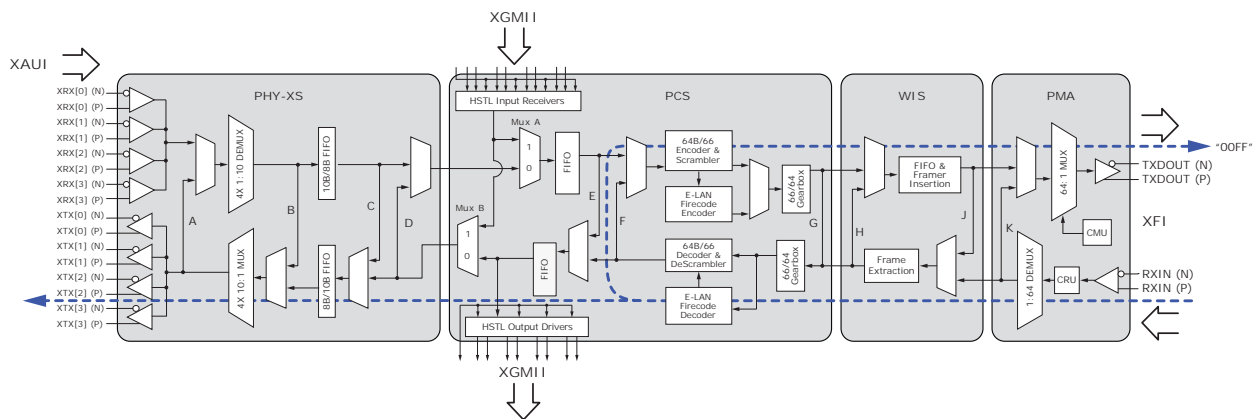 XGMII
XAUI
PHY-XS
PCS
WIS
PMA
XRX[0] (N)
XRX[0] (P)
XRX[1] (N)
XRX[1] (P)
XRX[2] (N)
XRX[2] (P)
XRX[3] (N)
XRX[3] (P)
XTX[0] (N)
XTX[0] (P)
XTX[1] (N)
XTX[1] (P)
XTX[2] (N)
XTX[2] (P)
XTX[3] (N)
XTX[3] (P)
A
4X 1:10 DEMUX
4X 10:1 MUX
B
10B/8B FIFO
8B/10B FIFO
C
D
HSTL Input Receivers
Mux A
1
0
FIFO
Mux B
1
0
FIFO
HSTL Output Drivers
E
F
64B/66
Encoder &
Scrambler
E-LAN
Firecode
Encoder
64B/66
Decoder &
DeScrambler
E-LAN
Firecode
Decoder
66/64
Gearbox
66/64
Gearbox
G
H
FIFO &
Framer
Insertion
Frame
Extraction
J
K
64:1 MUX
1:64 DEMUX
CMU
CRU
"00FF"
TXDOUT (N)
TXDOUT (P)
XFI
RXIN (N)
RXIN (P)
XGMII